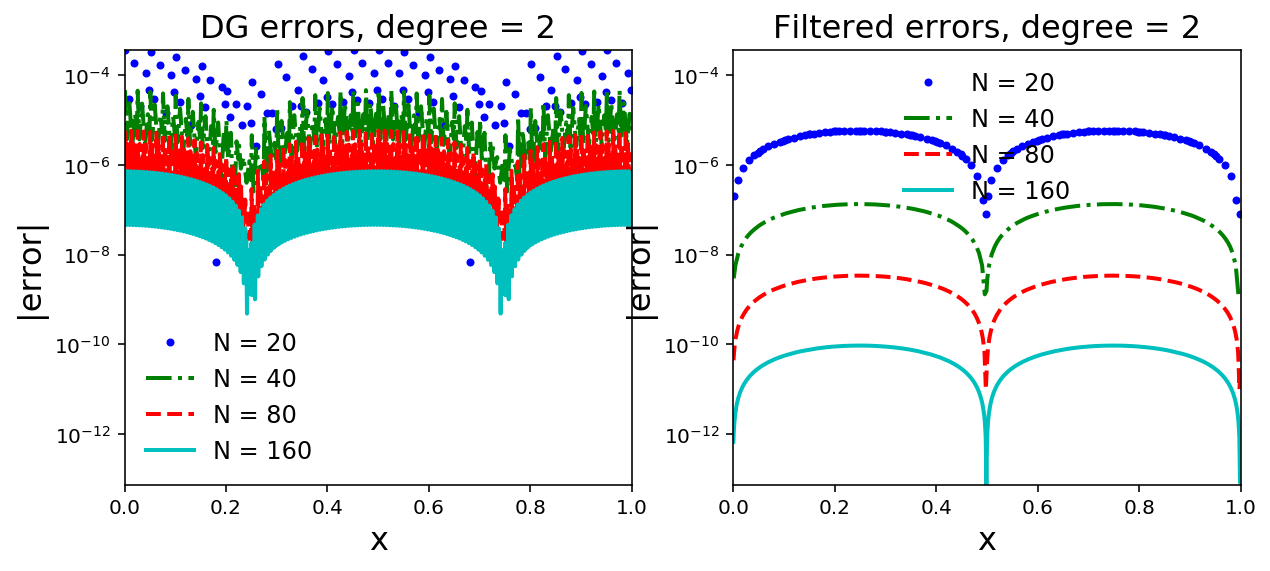 DG errors, degree = 2
|error|
10⁻⁴
10⁻⁶
10⁻⁸
10⁻¹⁰
10⁻¹²
N = 20
N = 40
N = 80
N = 160
0.0 0.2 0.4 0.6 0.8 1.0
x
Filtered errors, degree = 2
|error|
10⁻⁴
10⁻⁶
10⁻⁸
10⁻¹⁰
10⁻¹²
N = 20
N = 40
N = 80
N = 160
0.0 0.2 0.4 0.6 0.8 1.0
x